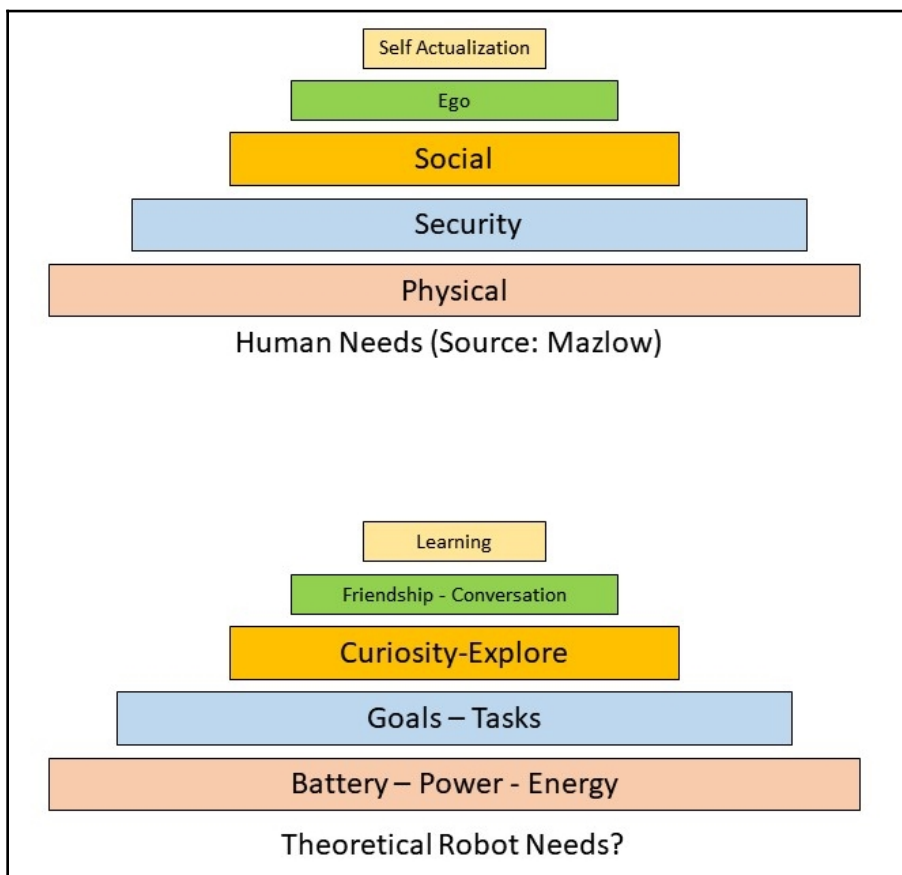 Self Actualization
Ego
Social
Security
Physical
Human Needs (Source: Mazlow)
Learning
Friendship - Conversation
Curiosity-Explore
Goals – Tasks
Battery – Power - Energy
Theoretical Robot Needs?